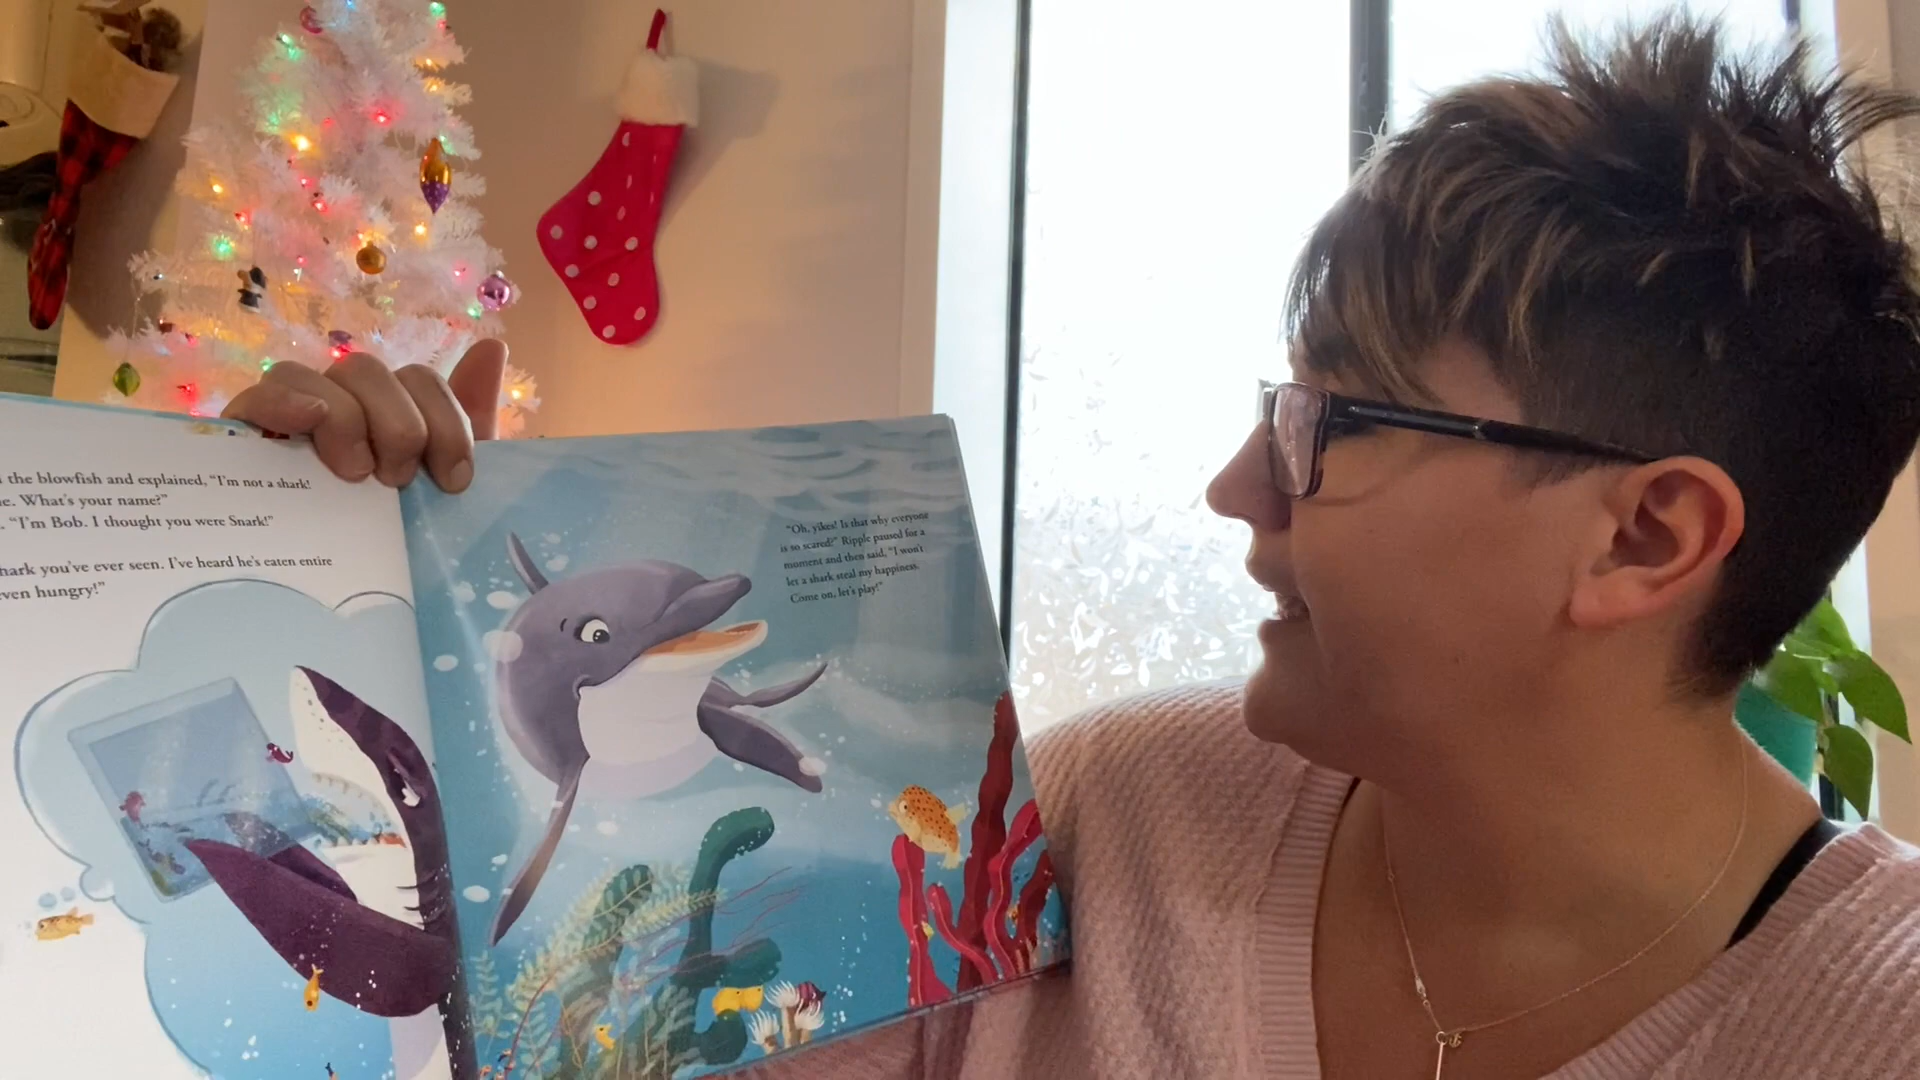 the blowfish and explained, “I’m not a shark!
e. What’s your name?”
. “I’m Bob. I thought you were Snark!”
hark you’ve ever seen. I’ve heard he’s eaten entire
ven hungry!”
“Oh, yikes! Is that why everyone
is so scared?” Ripple paused for a
moment and then said, “I won’t
let a shark steal my happiness.
Come on, let’s play!”